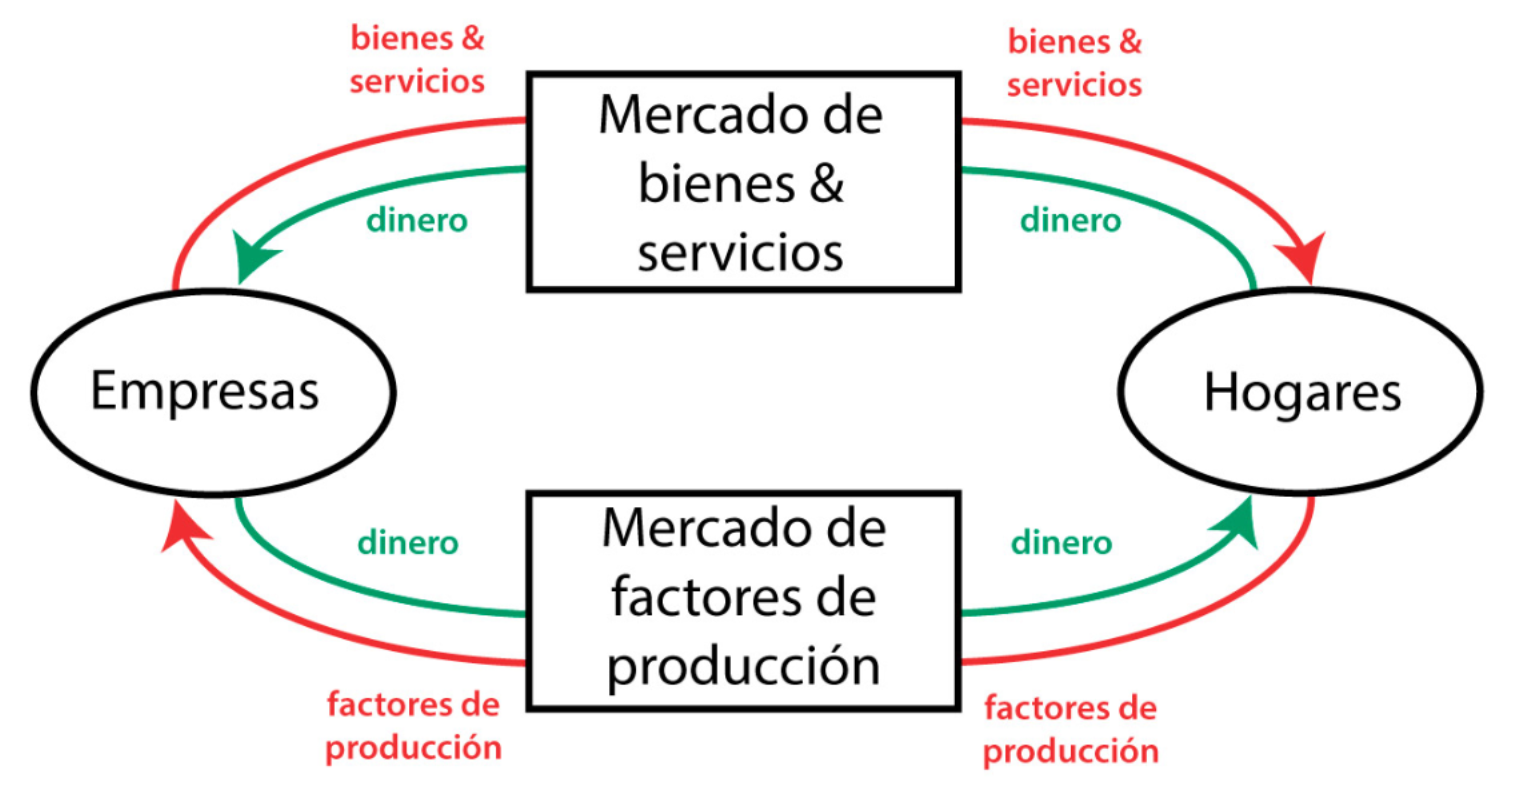 bienes &
servicios
bienes &
servicios
Mercado de
bienes &
servicios
dinero
dinero
Empresas
Hogares
dinero
dinero
Mercado de
factores de
producción
factores de
producción
factores de
producción